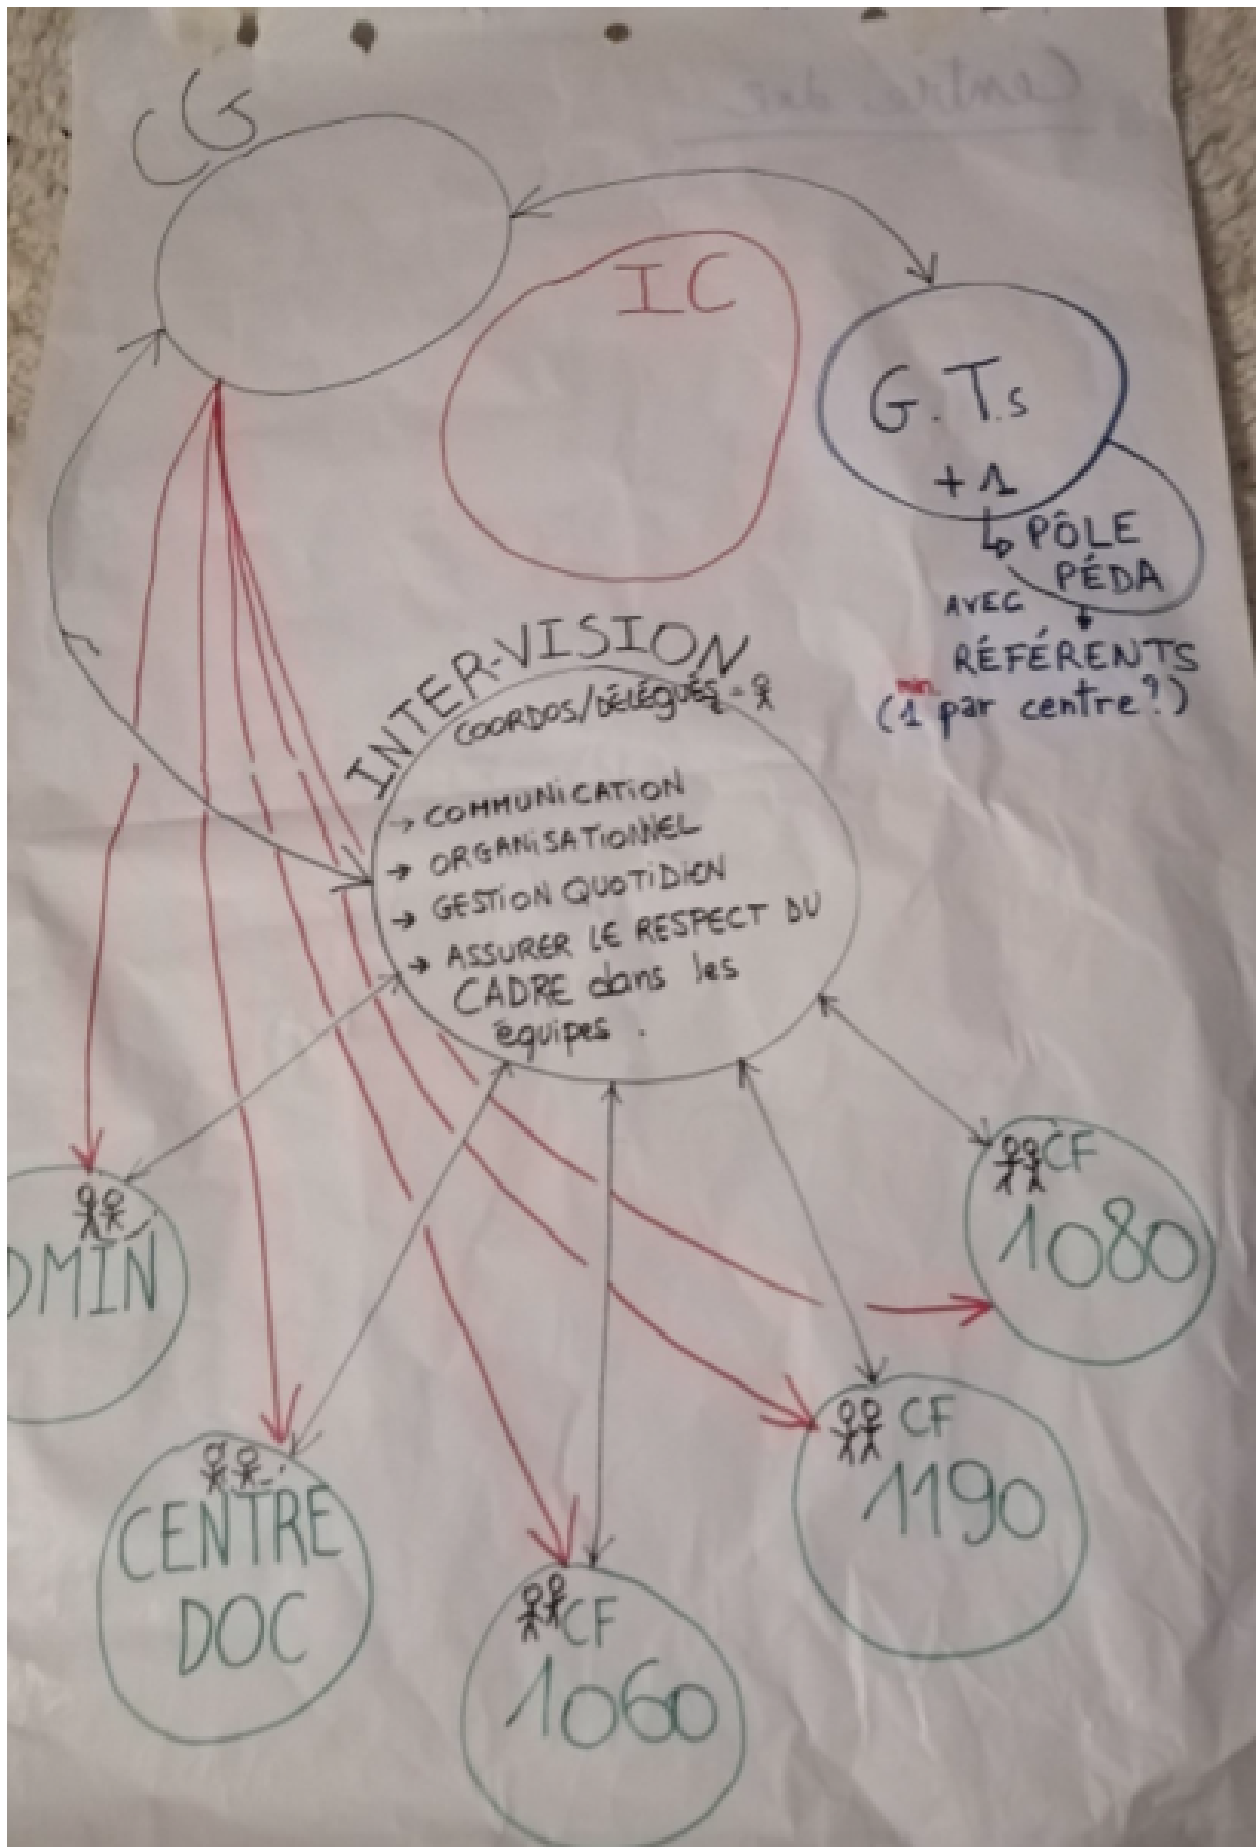 CG
IC
G.T.s
+1
PÔLE
PÉDA
AVEC
RÉFÉRENTS
min.
(1 par centre?)
INTER-VISION
COORDOS/DÉLÉGUÉS =
→ COMMUNICATION
→ ORGANISATIONNEL
→ GESTION QUOTIDIEN
→ ASSURER LE RESPECT DU
CADRE dans les
équipes.
CF
1080
DMIN
CF
1190
CENTRE
DOC
CF
1060